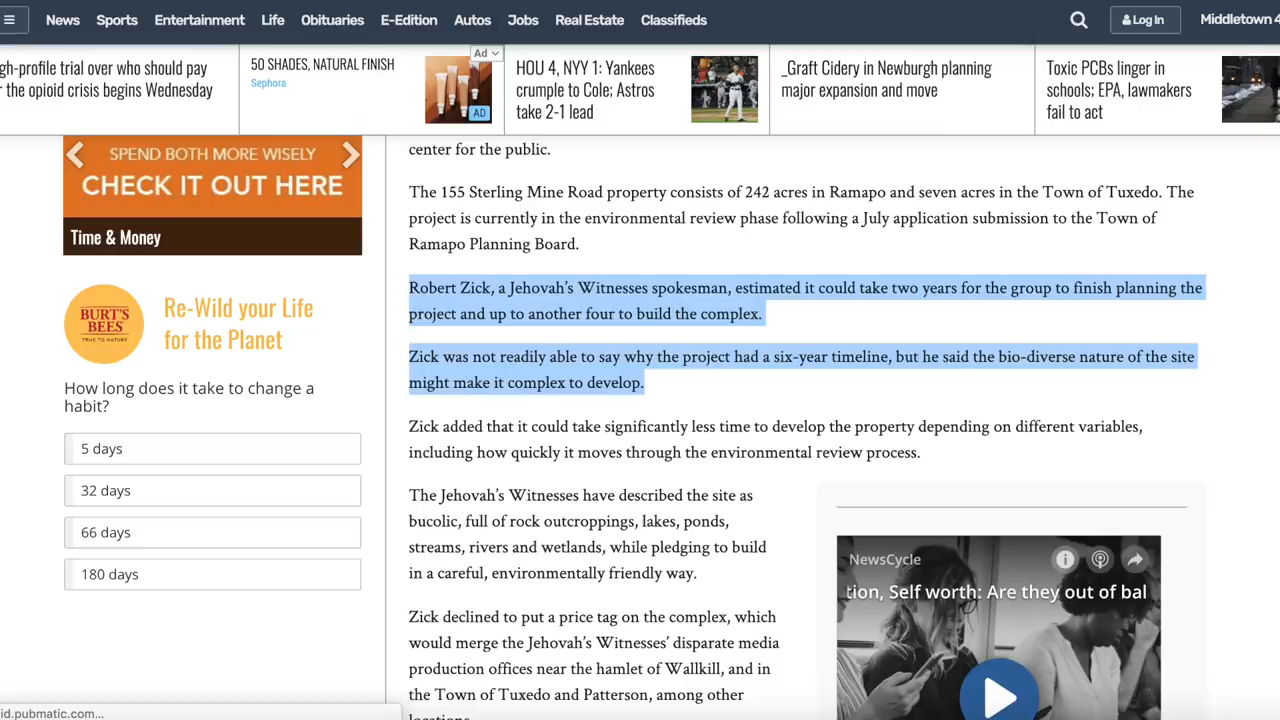 News Sports Entertainment Life Obituaries E-Edition Autos Jobs Real Estate Classifieds Log In Middletown 4
gh-profile trial over who should pay
r the opioid crisis begins Wednesday
50 SHADES, NATURAL FINISH
Sephora
Ad
AD
HOU 4, NYY 1: Yankees
crumple to Cole; Astros
take 2-1 lead
_Graft Cidery in Newburgh planning
major expansion and move
Toxic PCBs linger in
schools; EPA, lawmakers
fail to act
SPEND BOTH MORE WISELY
CHECK IT OUT HERE
Time & Money
BURT'S
BEES
TRUE TO NATURE
Re-Wild your Life
for the Planet
How long does it take to change a
habit?
5 days
32 days
66 days
180 days
center for the public.
The 155 Sterling Mine Road property consists of 242 acres in Ramapo and seven acres in the Town of Tuxedo. The
project is currently in the environmental review phase following a July application submission to the Town of
Ramapo Planning Board.
Robert Zick, a Jehovah's Witnesses spokesman, estimated it could take two years for the group to finish planning the
project and up to another four to build the complex.
Zick was not readily able to say why the project had a six-year timeline, but he said the bio-diverse nature of the site
might make it complex to develop.
Zick added that it could take significantly less time to develop the property depending on different variables,
including how quickly it moves through the environmental review process.
The Jehovah's Witnesses have described the site as
bucolic, full of rock outcroppings, lakes, ponds,
streams, rivers and wetlands, while pledging to build
in a careful, environmentally friendly way.
Zick declined to put a price tag on the complex, which
would merge the Jehovah's Witnesses' disparate media
production offices near the hamlet of Wallkill, and in
the Town of Tuxedo and Patterson, among other
locations.
NewsCycle
tion, Self worth: Are they out of bal
id.pubmatic.com...